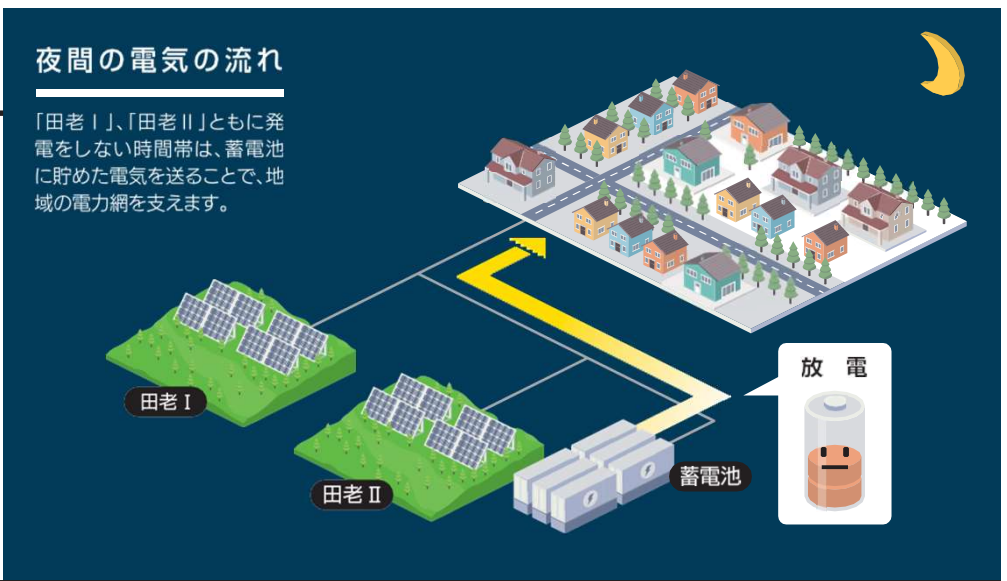 夜間の電気の流れ
「田老Ⅰ」、「田老Ⅱ」ともに発
電をしない時間帯は、蓄電池
に貯めた電気を送ることで、地
域の電力網を支えます。
放電
田老Ⅰ
田老Ⅱ
蓄電池